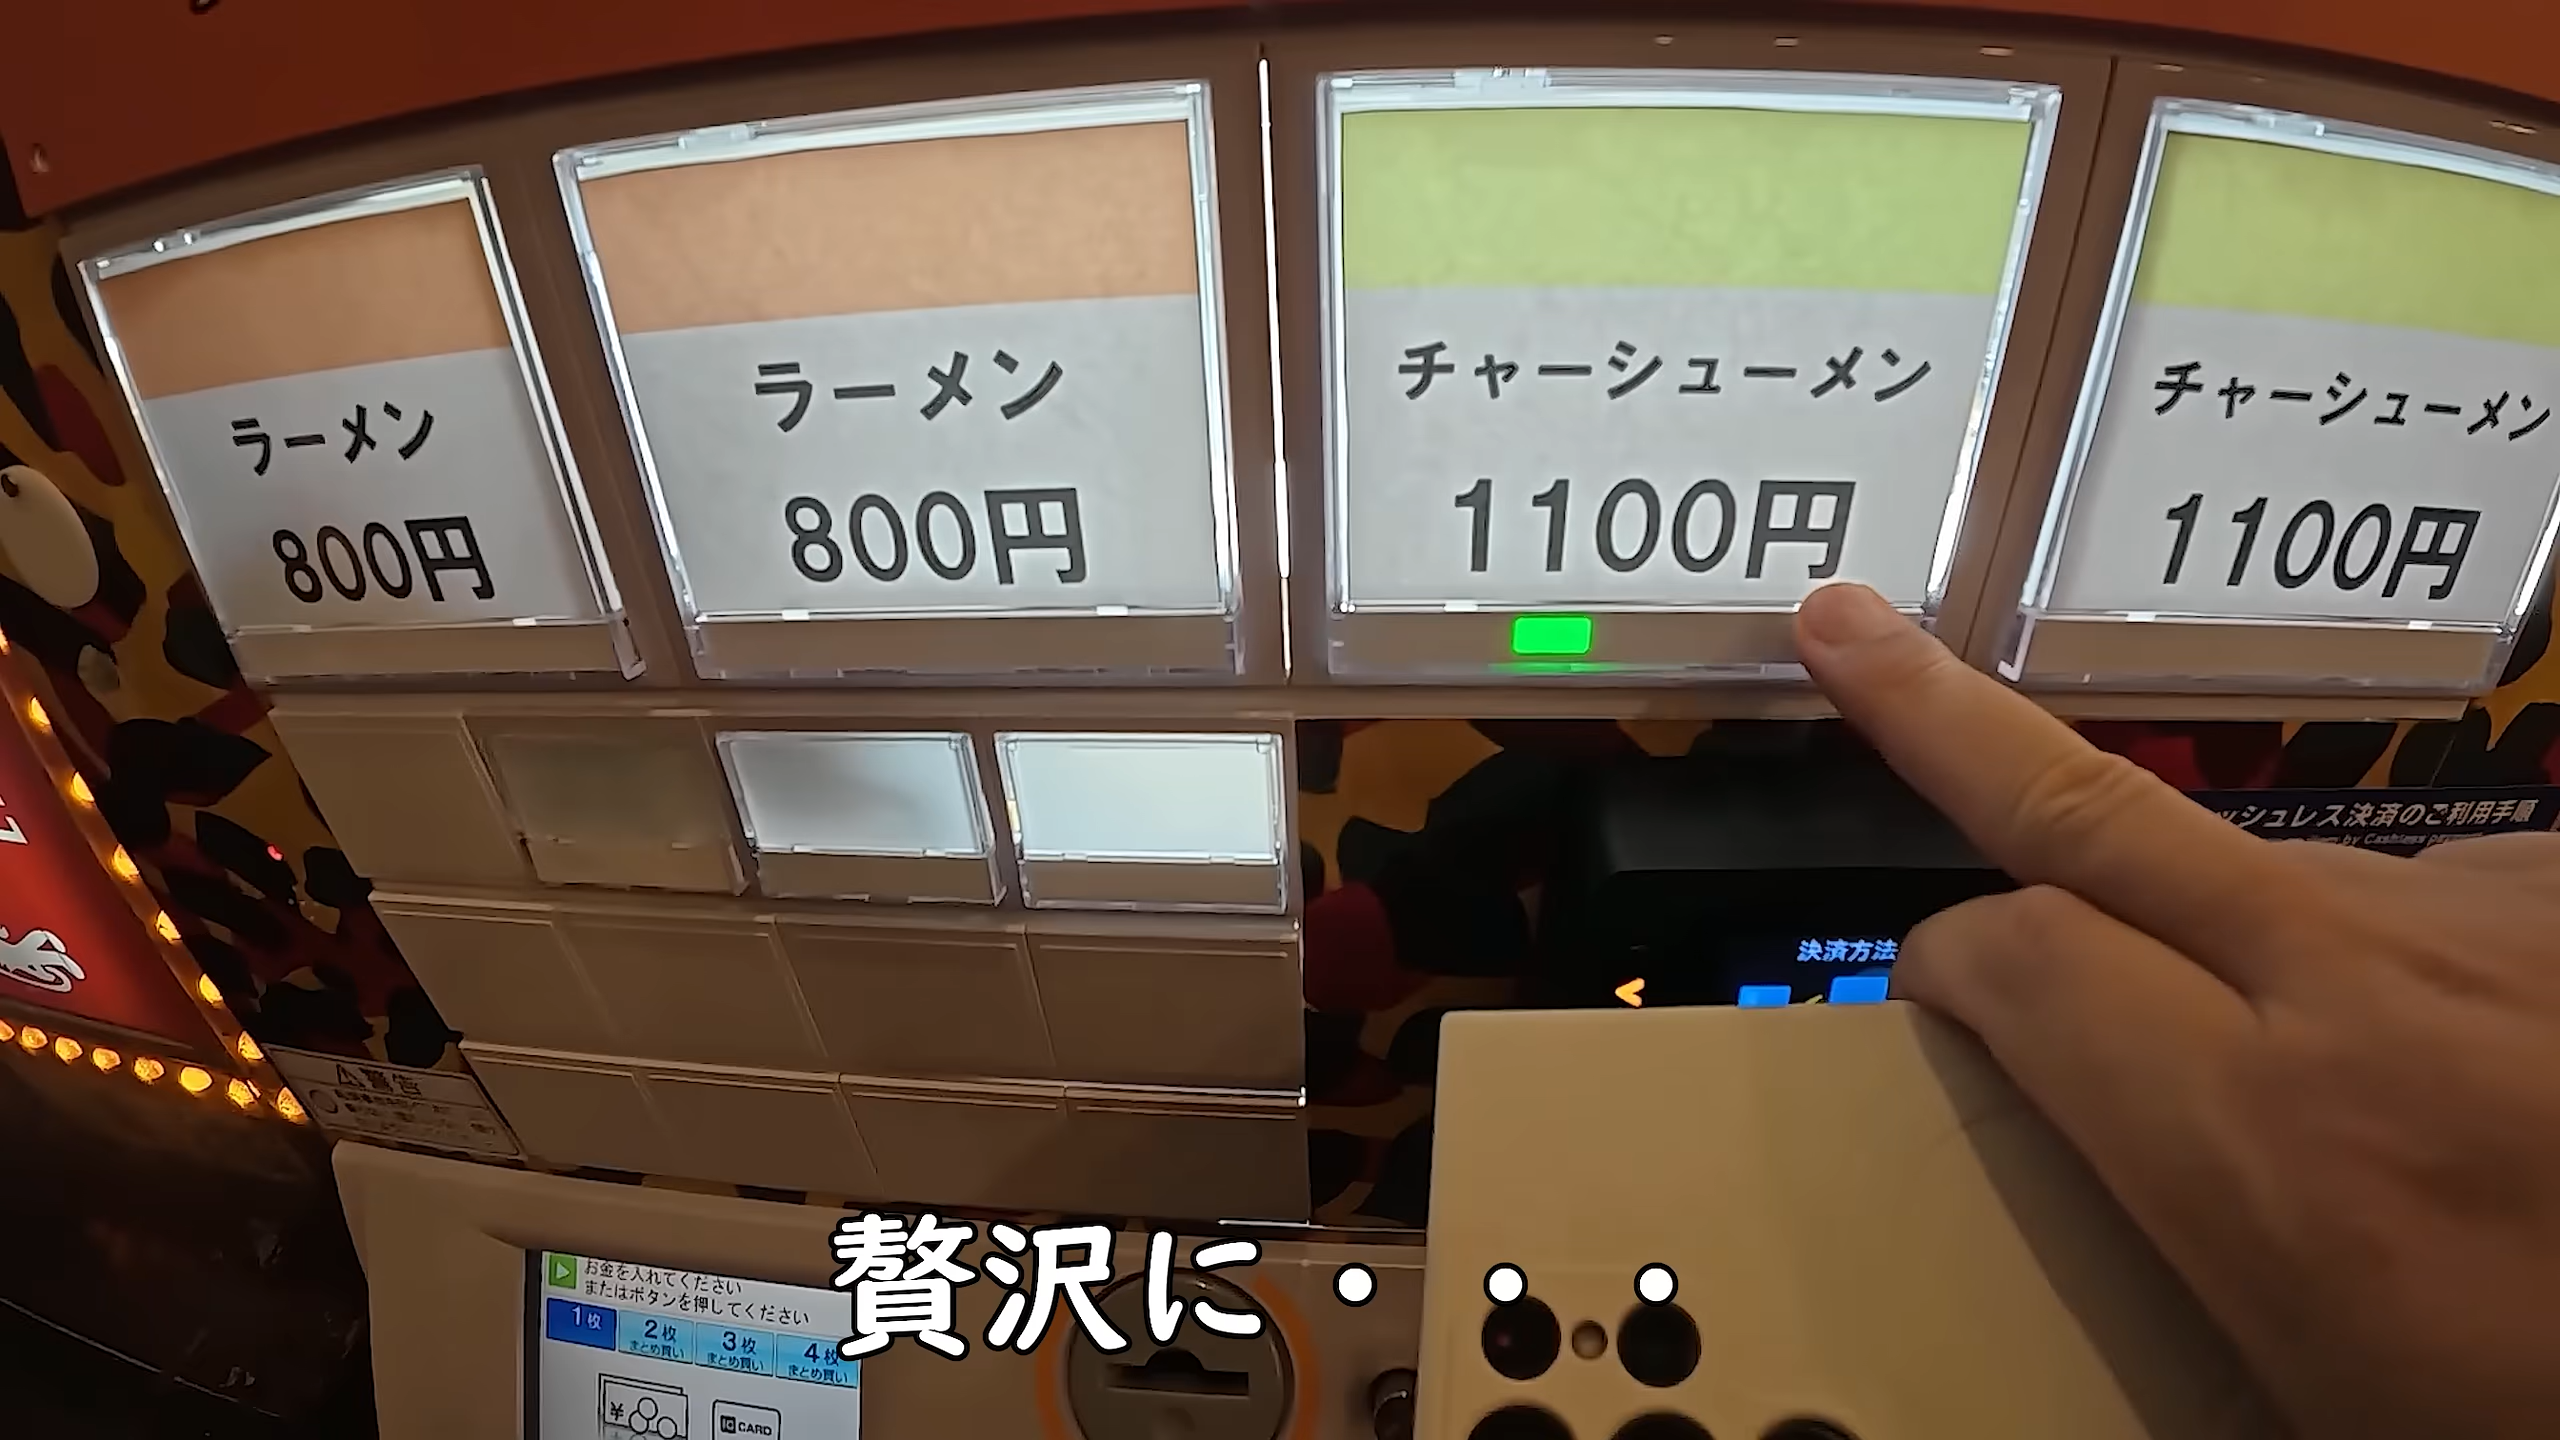 ラーメン
800円
ラーメン
800円
チャーシューメン
1100円
チャーシューメン
1100円
ッシュレス決済のご利用手順
決済方法
<
警告
お金を入れてください
またはボタンを押してください
1枚
2枚
まとめ買い
3枚
まとめ買い
4枚
まとめ買い
¥
IC CARD
贅沢に・・・